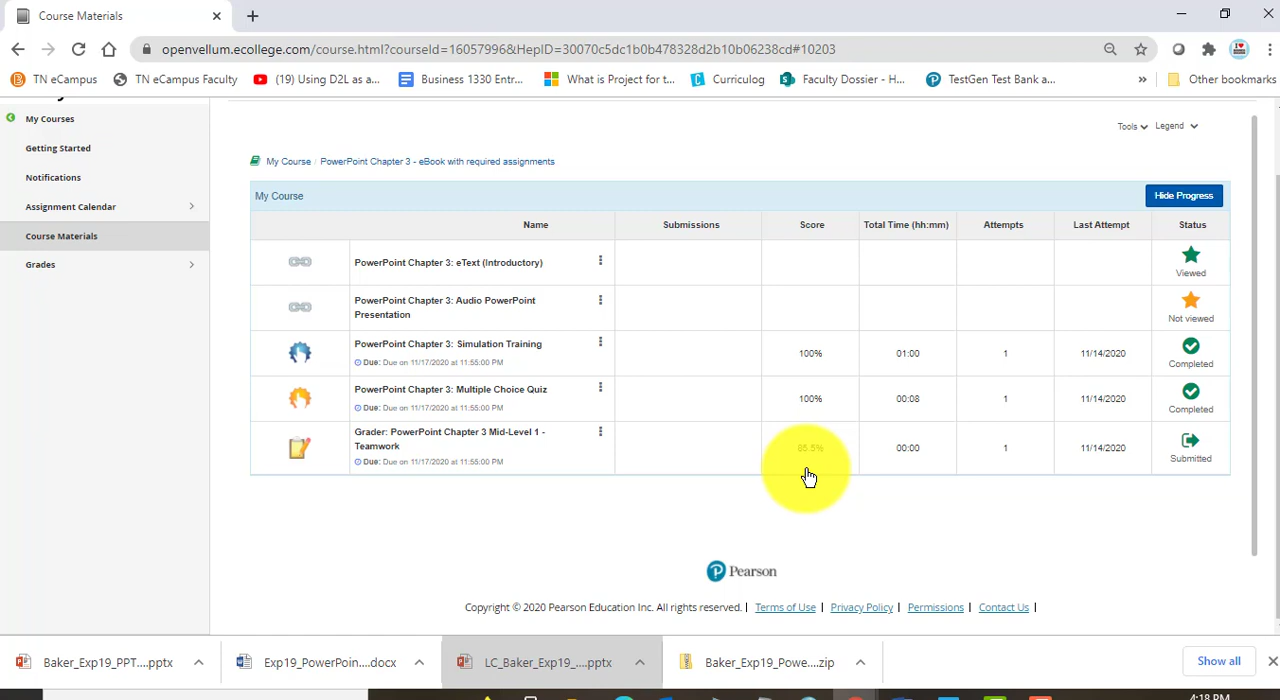 Course Materials
openvellum.ecollege.com/course.html?courseId=16057996&HepID=30070c5dc1b0b478328d2b10b06238cd#10203
TN eCampus
TN eCampus Faculty
(19) Using D2L as a...
Business 1330 Entr...
What is Project for t...
Curriculog
Faculty Dossier - H...
TestGen Test Bank a...
»
Other bookmarks
My Courses
Getting Started
Notifications
Assignment Calendar
Course Materials
Grades
Tools
Legend
My Course / PowerPoint Chapter 3 - eBook with required assignments
My Course
Hide Progress
Name Submissions Score Total Time (hh:mm) Attempts Last Attempt Status
PowerPoint Chapter 3: eText (Introductory)
Viewed
PowerPoint Chapter 3: Audio PowerPoint
Presentation
Not viewed
PowerPoint Chapter 3: Simulation Training
Due: Due on 11/17/2020 at 11:55:00 PM
100% 01:00 1 11/14/2020
Completed
PowerPoint Chapter 3: Multiple Choice Quiz
Due: Due on 11/17/2020 at 11:55:00 PM
100% 00:08 1 11/14/2020
Completed
Grader: PowerPoint Chapter 3 Mid-Level 1 -
Teamwork
Due: Due on 11/17/2020 at 11:55:00 PM
00:00 1 11/14/2020
Submitted
Pearson
Copyright © 2020 Pearson Education Inc. All rights reserved. | Terms of Use | Privacy Policy | Permissions | Contact Us |
Baker_Exp19_PPT....pptx
Exp19_PowerPoin....docx
LC_Baker_Exp19_....pptx
Baker_Exp19_Powe....zip
Show all
4:18 PM